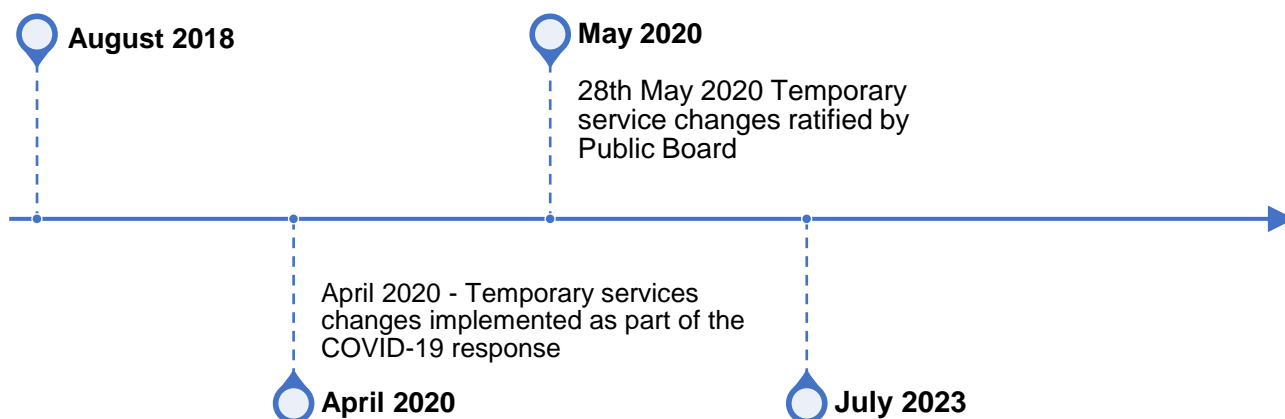 August 2018
May 2020
28th May 2020 Temporary
service changes ratified by
Public Board
April 2020 - Temporary services
changes implemented as part of the
COVID-19 response
April 2020
July 2023